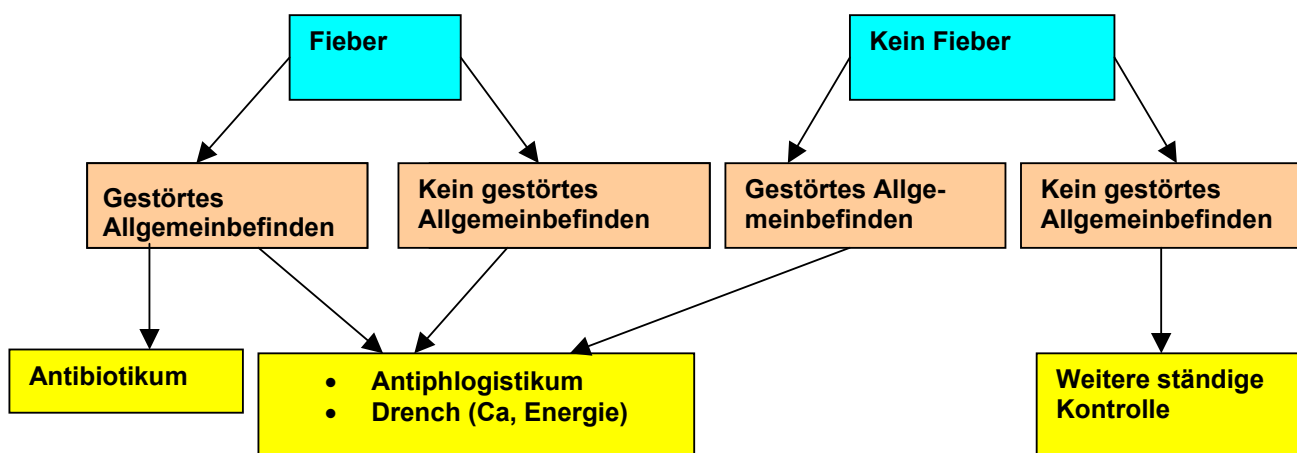 Fieber
Kein Fieber
Gestörtes
Allgemeinbefinden
Kein gestörtes
Allgemeinbefinden
Gestörtes Allge-
meinbefinden
Kein gestörtes
Allgemeinbefinden
Antibiotikum
• Antiphlogistikum
• Drench (Ca, Energie)
Weitere ständige
Kontrolle